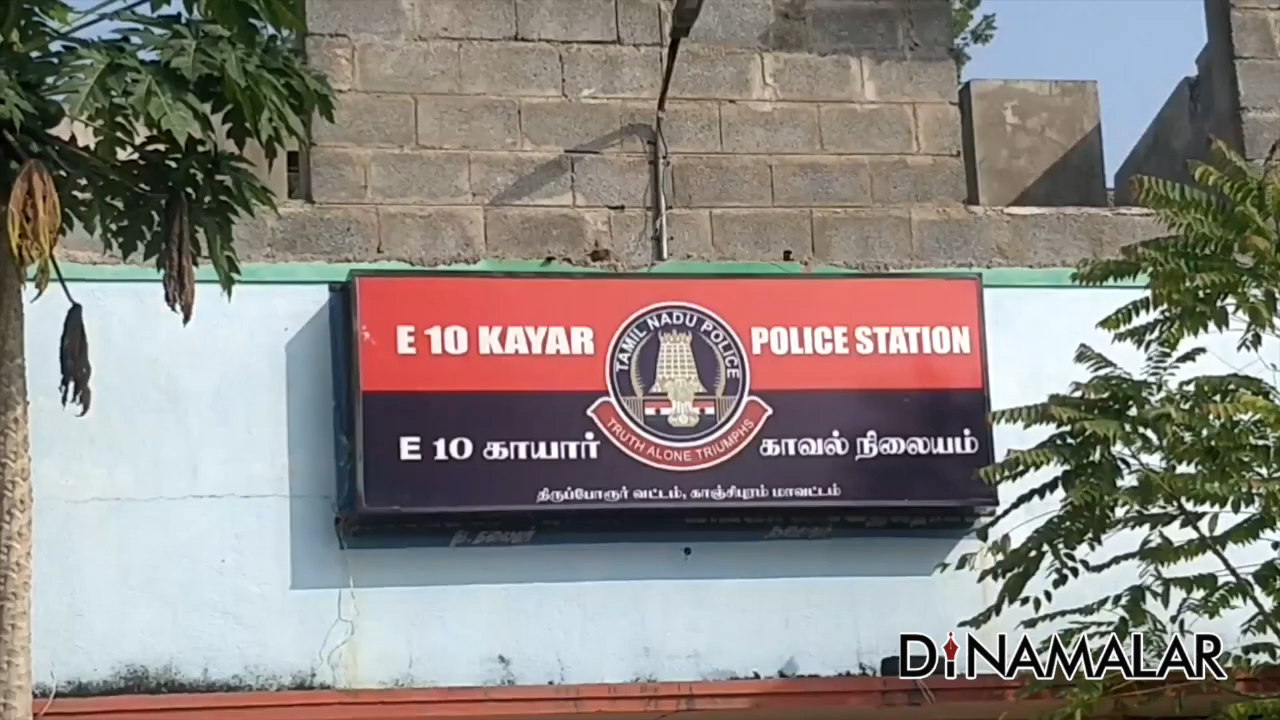 E 10 KAYAR POLICE STATION
TAMIL NADU POLICE
TRUTH ALONE TRIUMPHS
E 10 காயார் காவல் நிலையம்
திருப்போரூர் வட்டம், காஞ்சிபுரம் மாவட்டம்
DINAMALAR